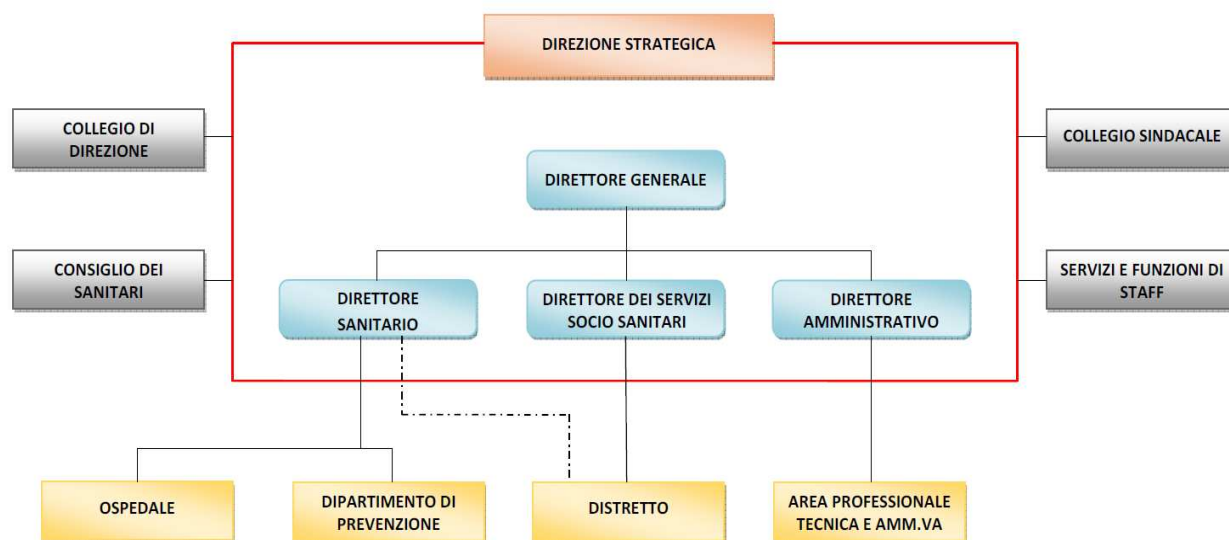 DIREZIONE STRATEGICA
COLLEGIO DI
DIREZIONE
COLLEGIO SINDACALE
DIRETTORE GENERALE
CONSIGLIO DEI
SANITARI
SERVIZI E FUNZIONI DI
STAFF
DIRETTORE
SANITARIO
DIRETTORE DEI SERVIZI
SOCIO SANITARI
DIRETTORE
AMMINISTRATIVO
OSPEDALE
DIPARTIMENTO DI
PREVENZIONE
DISTRETTO
AREA PROFESSIONALE
TECNICA E AMM.VA